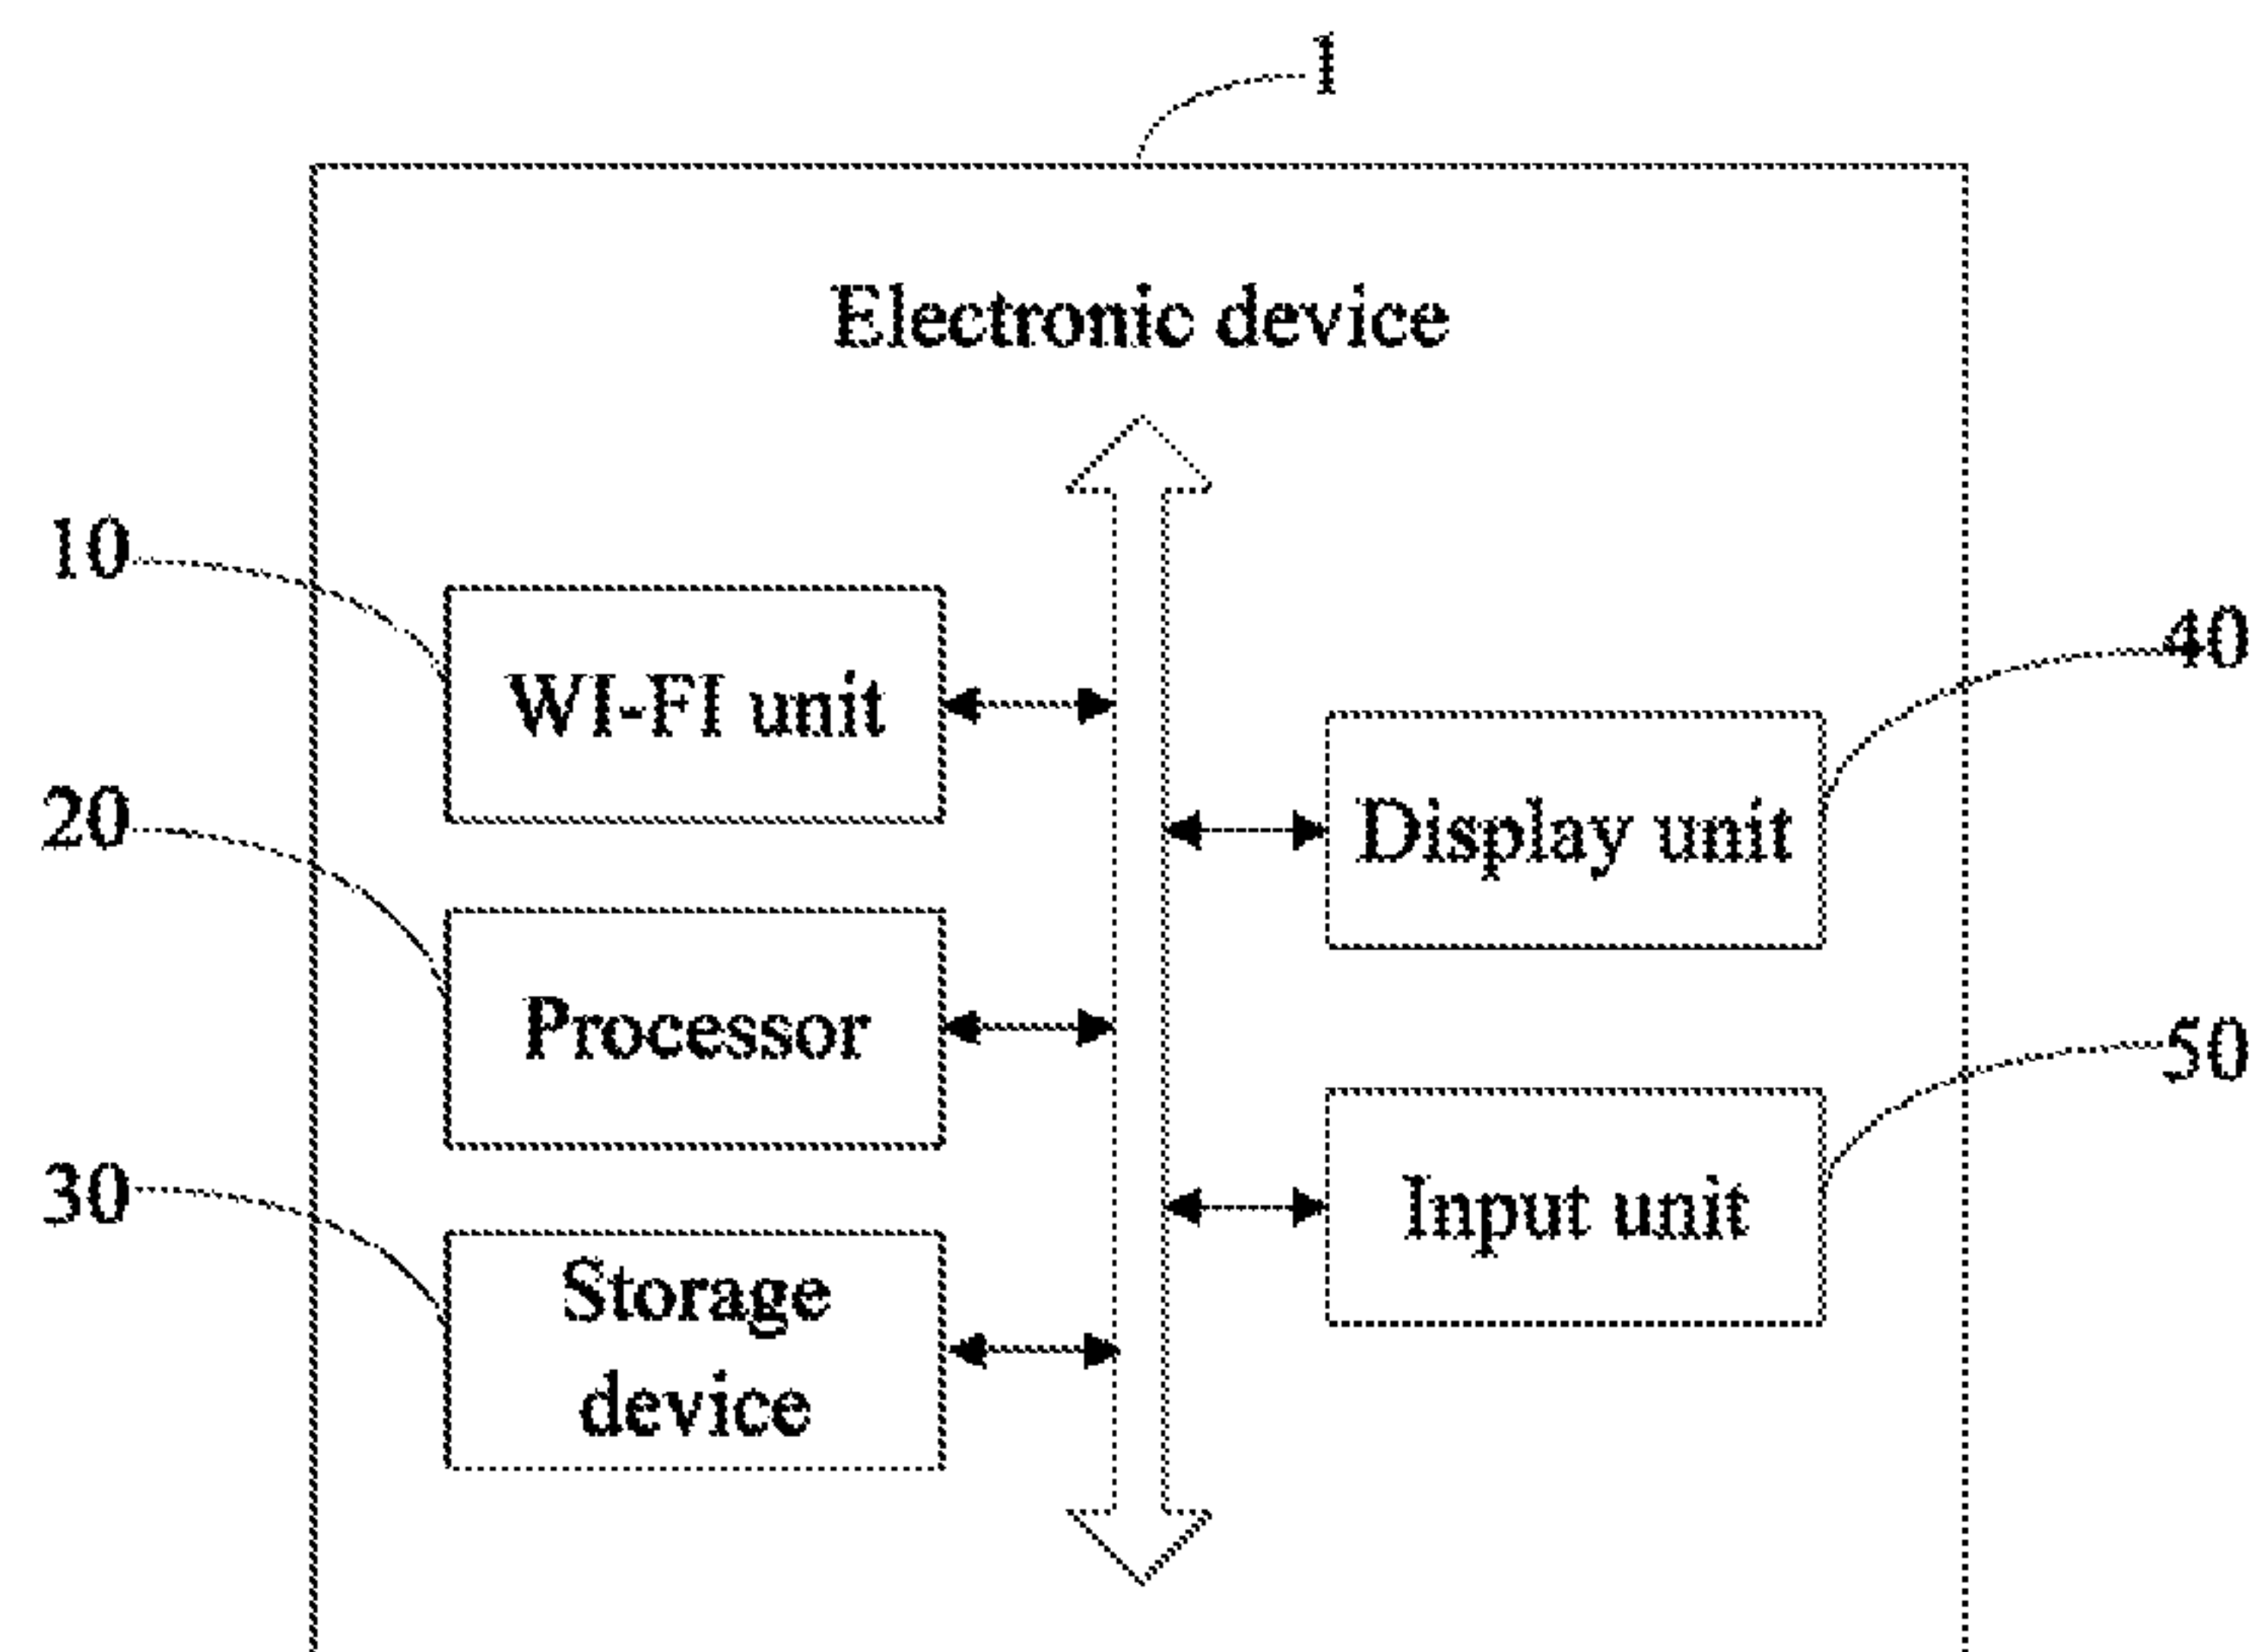 1
Electronic device
10
WI-FI unit
40
Display unit
20
Processor
50
Input unit
30
Storage
device